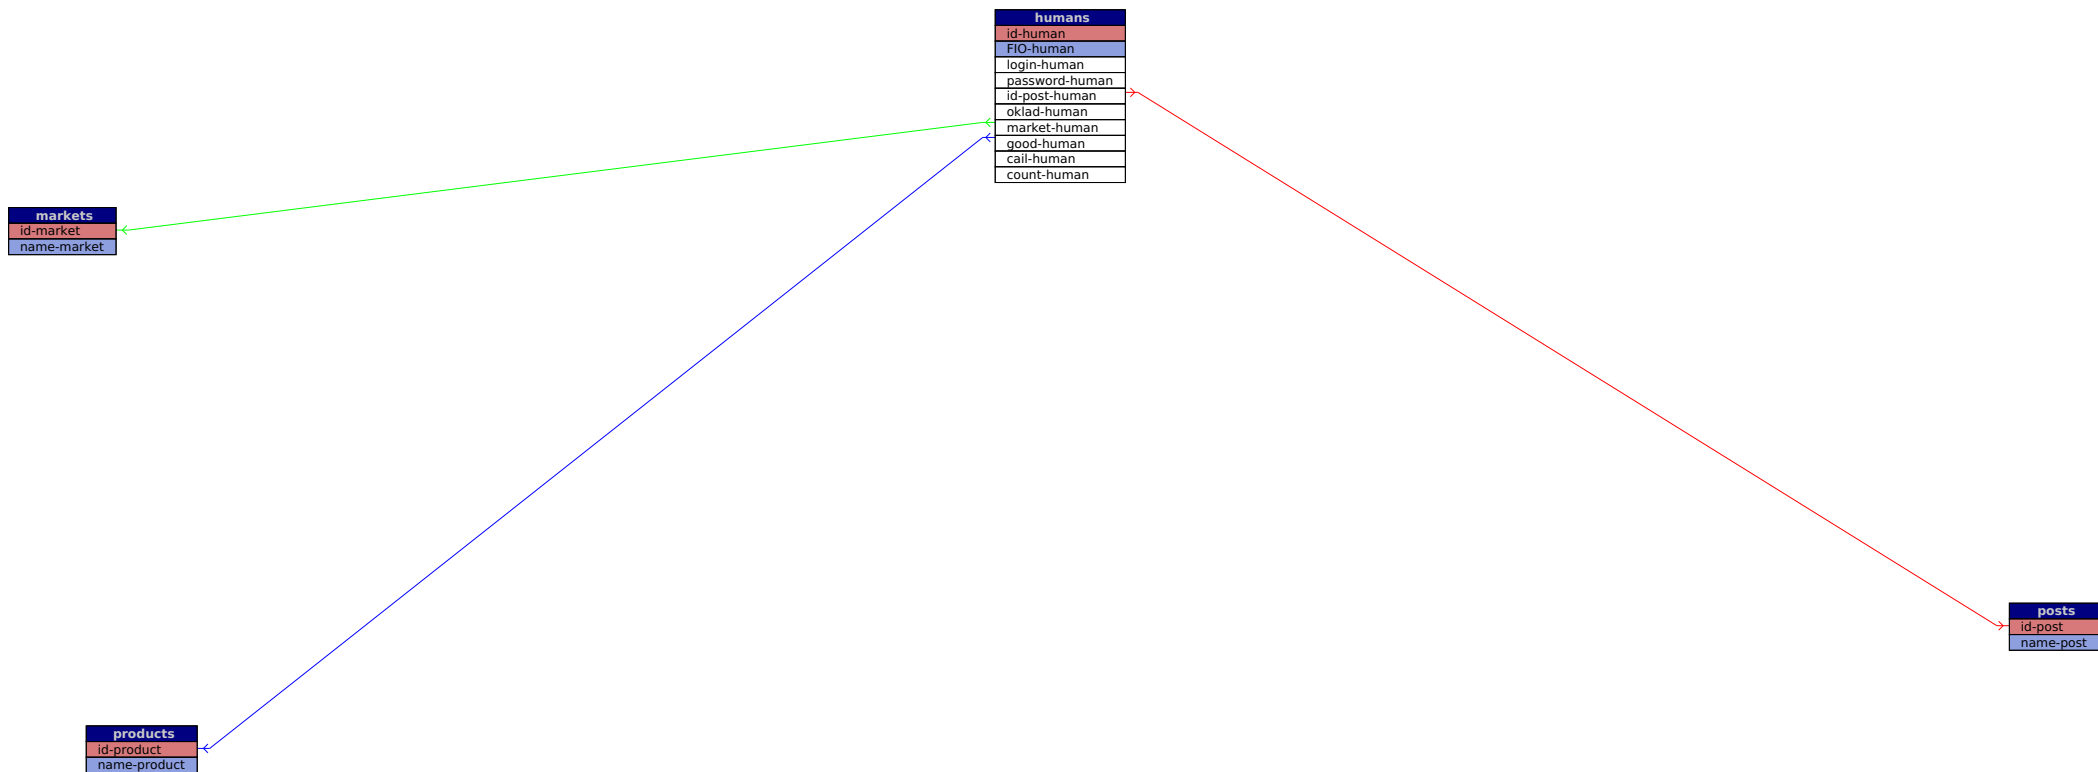 humans
id-human
FIO-human
login-human
password-human
id-post-human
oklad-human
market-human
good-human
cail-human
count-human
markets
id-market
name-market
posts
id-post
name-post
products
id-product
name-product